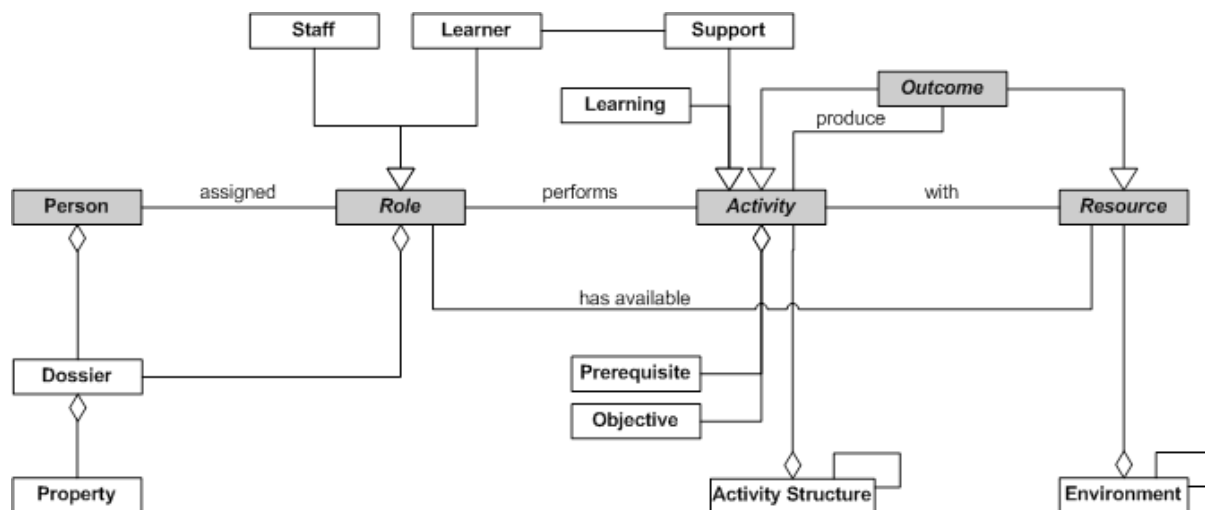 Staff
Learner
Support
Outcome
Learning
produce
Person
assigned
Role
performs
Activity
with
Resource
has available
Dossier
Prerequisite
Objective
Property
Activity Structure
Environment